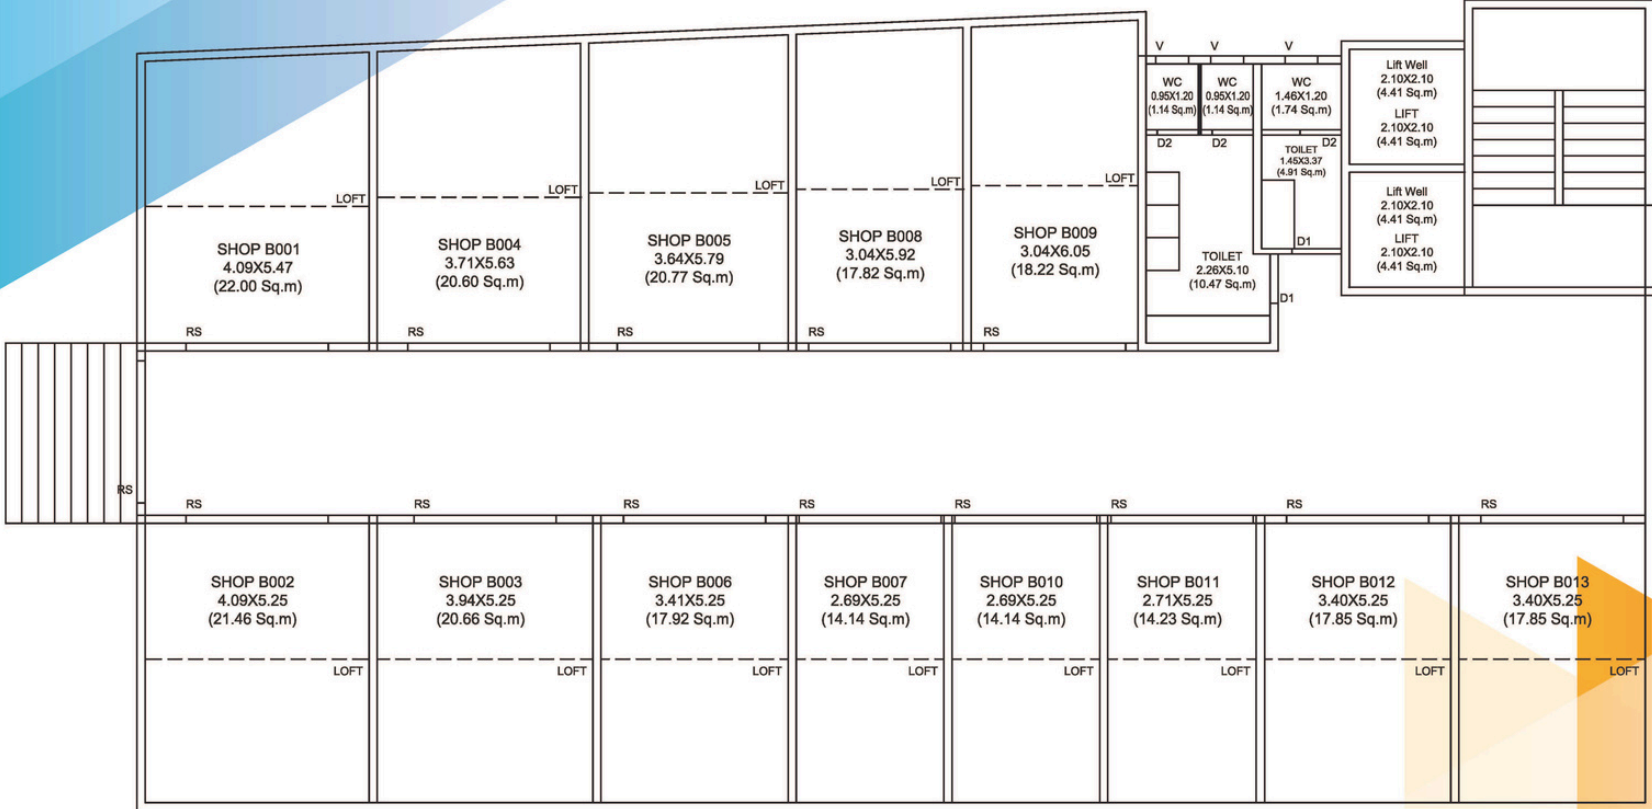 V
V
V
WC
0.95X1.20
(1.14 Sq.m)
WC
0.95X1.20
(1.14 Sq.m)
WC
1.46X1.20
(1.74 Sq.m)
D2
D2
D2
TOILET
1.45X3.37
(4.91 Sq.m)
D1
TOILET
2.26X5.10
(10.47 Sq.m)
D1
Lift Well
2.10X2.10
(4.41 Sq.m)
LIFT
2.10X2.10
(4.41 Sq.m)
Lift Well
2.10X2.10
(4.41 Sq.m)
LIFT
2.10X2.10
(4.41 Sq.m)
LOFT
LOFT
LOFT
LOFT
LOFT
SHOP B001
4.09X5.47
(22.00 Sq.m)
SHOP B004
3.71X5.63
(20.60 Sq.m)
SHOP B005
3.64X5.79
(20.77 Sq.m)
SHOP B008
3.04X5.92
(17.82 Sq.m)
SHOP B009
3.04X6.05
(18.22 Sq.m)
RS
RS
RS
RS
RS
RS
RS
RS
RS
RS
RS
RS
RS
RS
SHOP B002
4.09X5.25
(21.46 Sq.m)
SHOP B003
3.94X5.25
(20.66 Sq.m)
SHOP B006
3.41X5.25
(17.92 Sq.m)
SHOP B007
2.69X5.25
(14.14 Sq.m)
SHOP B010
2.69X5.25
(14.14 Sq.m)
SHOP B011
2.71X5.25
(14.23 Sq.m)
SHOP B012
3.40X5.25
(17.85 Sq.m)
SHOP B013
3.40X5.25
(17.85 Sq.m)
LOFT
LOFT
LOFT
LOFT
LOFT
LOFT
LOFT
LOFT